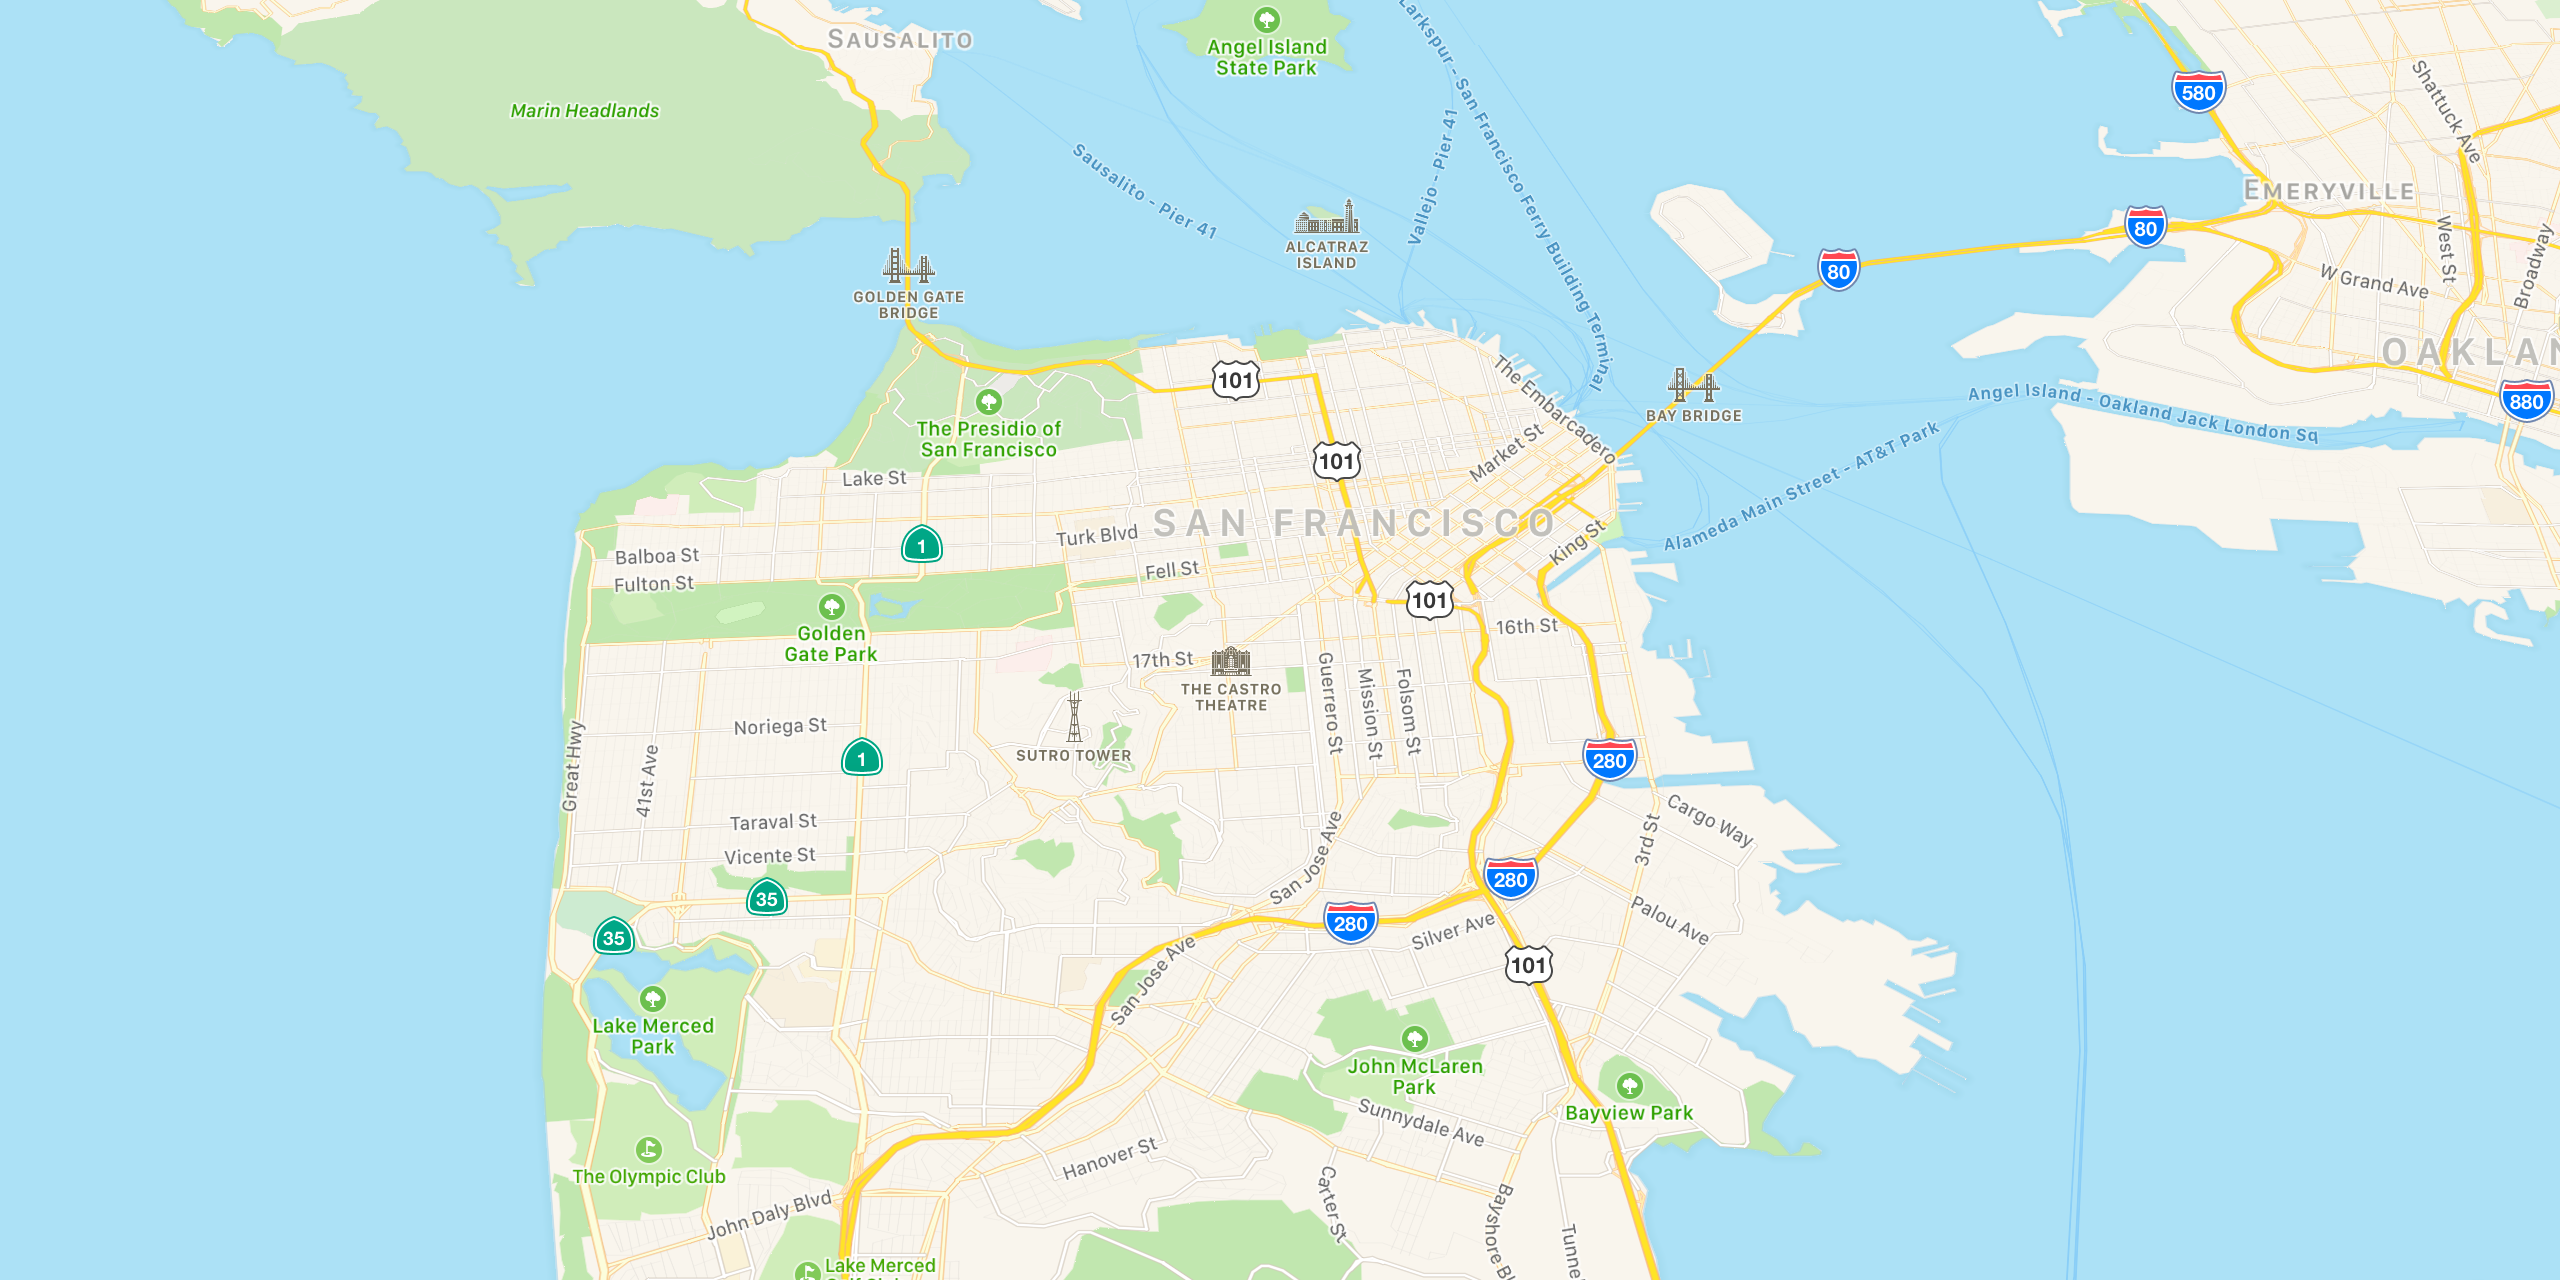 SAUSALITO
Angel Island
State Park
Marin Headlands
Larkspur - San Francisco Ferry Building Terminal
Vallejo - Pier 41
Sausalito - Pier 41
580
Shattuck Ave
EMERYVILLE
ALCATRAZ
ISLAND
80
80
West St
Broadway
W Grand Ave
GOLDEN GATE
BRIDGE
OAKLAN
880
101
The Embarcadero
BAY BRIDGE
Angel Island - Oakland Jack London Sq
Alameda Main Street - AT&T Park
The Presidio of
San Francisco
101
Market St
Lake St
SAN FRANCISCO
1
Turk Blvd
King St
Balboa St
Fulton St
Fell St
101
Golden
Gate Park
16th St
17th St
THE CASTRO
THEATRE
Guerrero St
Mission St
Folsom St
SUTRO TOWER
Noriega St
1
Great Hwy
41st Ave
280
Taraval St
Vicente St
San Jose Ave
3rd St
Cargo Way
280
35
35
280
Silver Ave
Palou Ave
San Jose Ave
101
Lake Merced
Park
John McLaren
Park
Bayview Park
Sunnydale Ave
The Olympic Club
Hanover St
Carter St
John Daly Blvd
Bayshore Bl
Tunne
Lake Merced